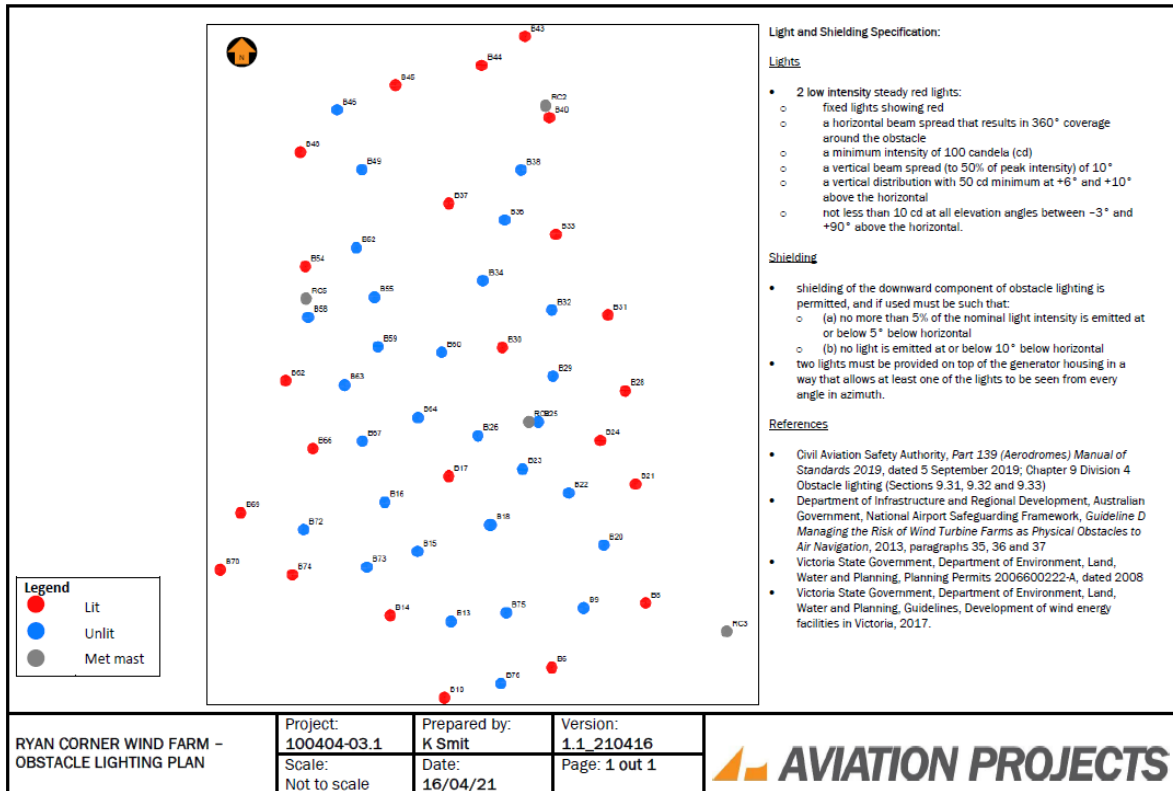 N
B43
B44
B45
B46
RC2
B40
B49
B38
B37
B36
B33
B52
B54
B34
RC5
B55
B58
B32
B31
B59
B60
B30
B62
B63
B29
B28
B64
B25
B26
B24
B66
B67
B17
B23
B21
B16
B22
B69
B72
B18
B15
B20
B70
B74
B73
B14
B13
B75
B9
RC3
B76
Light and Shielding Specification:
Lights
• 2 low intensity steady red lights:
o fixed lights showing red
o a horizontal beam spread that results in 360° coverage
around the obstacle
o a minimum intensity of 100 candela (cd)
o a vertical beam spread (to 50% of peak intensity) of 10°
o a vertical distribution with 50 cd minimum at +6° and +10°
above the horizontal
o not less than 10 cd at all elevation angles between –3° and
+90° above the horizontal.
Shielding
• shielding of the downward component of obstacle lighting is
permitted, and if used must be such that:
o (a) no more than 5% of the nominal light intensity is emitted at
or below 5° below horizontal
o (b) no light is emitted at or below 10° below horizontal
• two lights must be provided on top of the generator housing in a
way that allows at least one of the lights to be seen from every
angle in azimuth.
References
• Civil Aviation Safety Authority, Part 139 (Aerodromes) Manual of
Standards 2019, dated 5 September 2019; Chapter 9 Division 4
Obstacle lighting (Sections 9.31, 9.32 and 9.33)
• Department of Infrastructure and Regional Development, Australian
Government, National Airport Safeguarding Framework, Guideline D
Managing the Risk of Wind Turbine Farms as Physical Obstacles to
Air Navigation, 2013, paragraphs 35, 36 and 37
• Victoria State Government, Department of Environment, Land,
Water and Planning, Planning Permits 2006600222-A, dated 2008
• Victoria State Government, Department of Environment, Land,
Water and Planning, Guidelines, Development of wind energy
facilities in Victoria, 2017.
Legend
Lit
Unlit
Met mast
RYAN CORNER WIND FARM –
OBSTACLE LIGHTING PLAN
Project:
100404-03.1
Scale:
Not to scale
Prepared by:
K Smit
Date:
16/04/21
Version:
1.1_210416
Page: 1 out 1
AVIATION PROJECTS